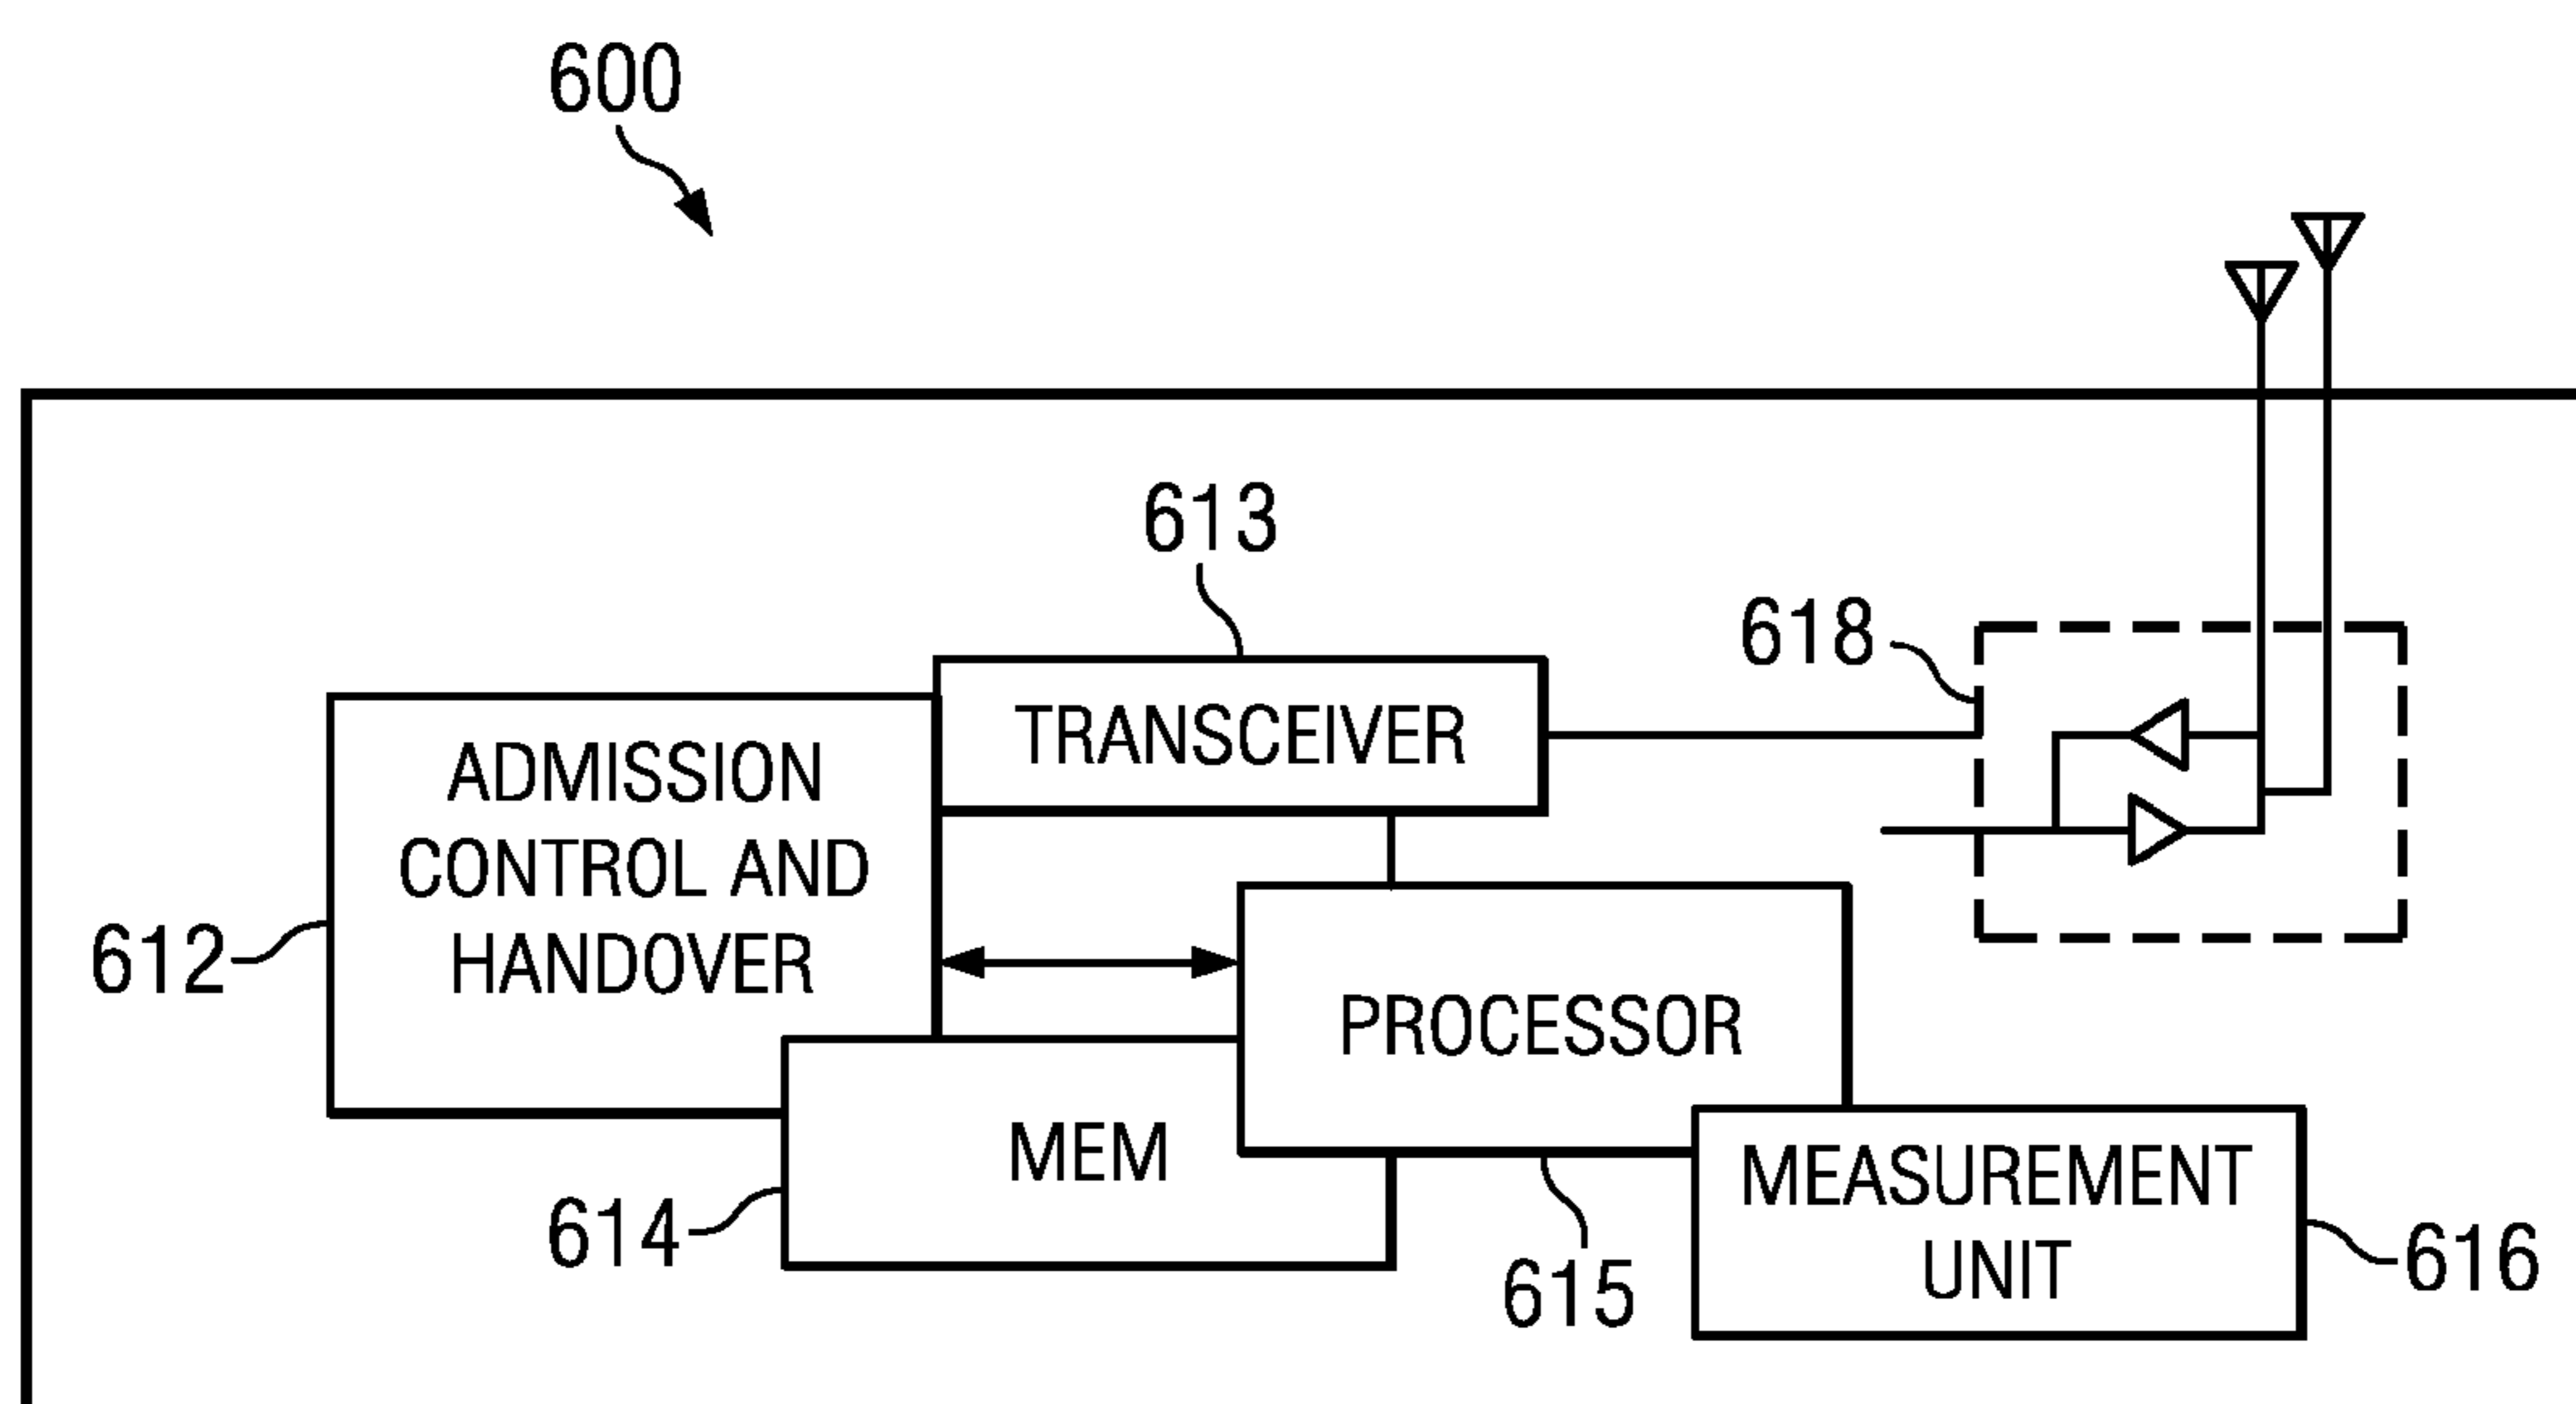 600
613
618
TRANSCEIVER
ADMISSION
CONTROL AND
HANDOVER
612
PROCESSOR
MEM
614
615
MEASUREMENT
UNIT
616